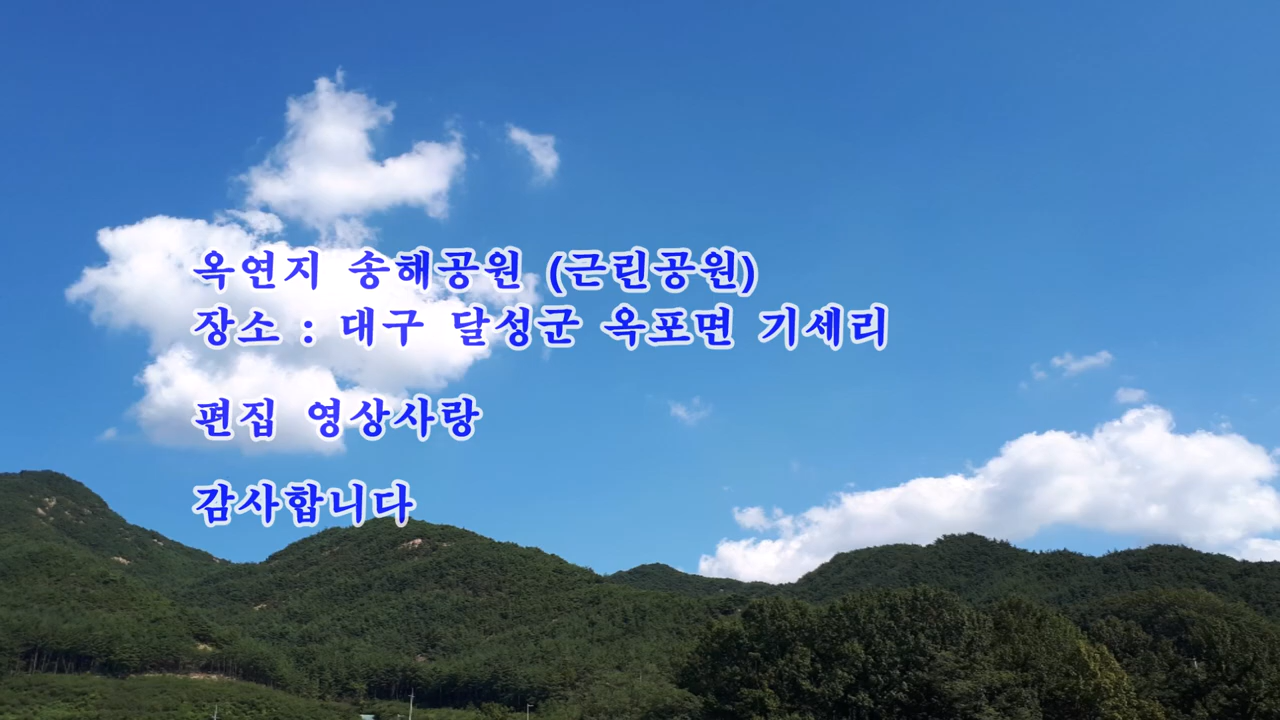 옥연지 송해공원 (근린공원)
장소 : 대구 달성군 옥포면 기세리
편집 영상사랑
감사합니다